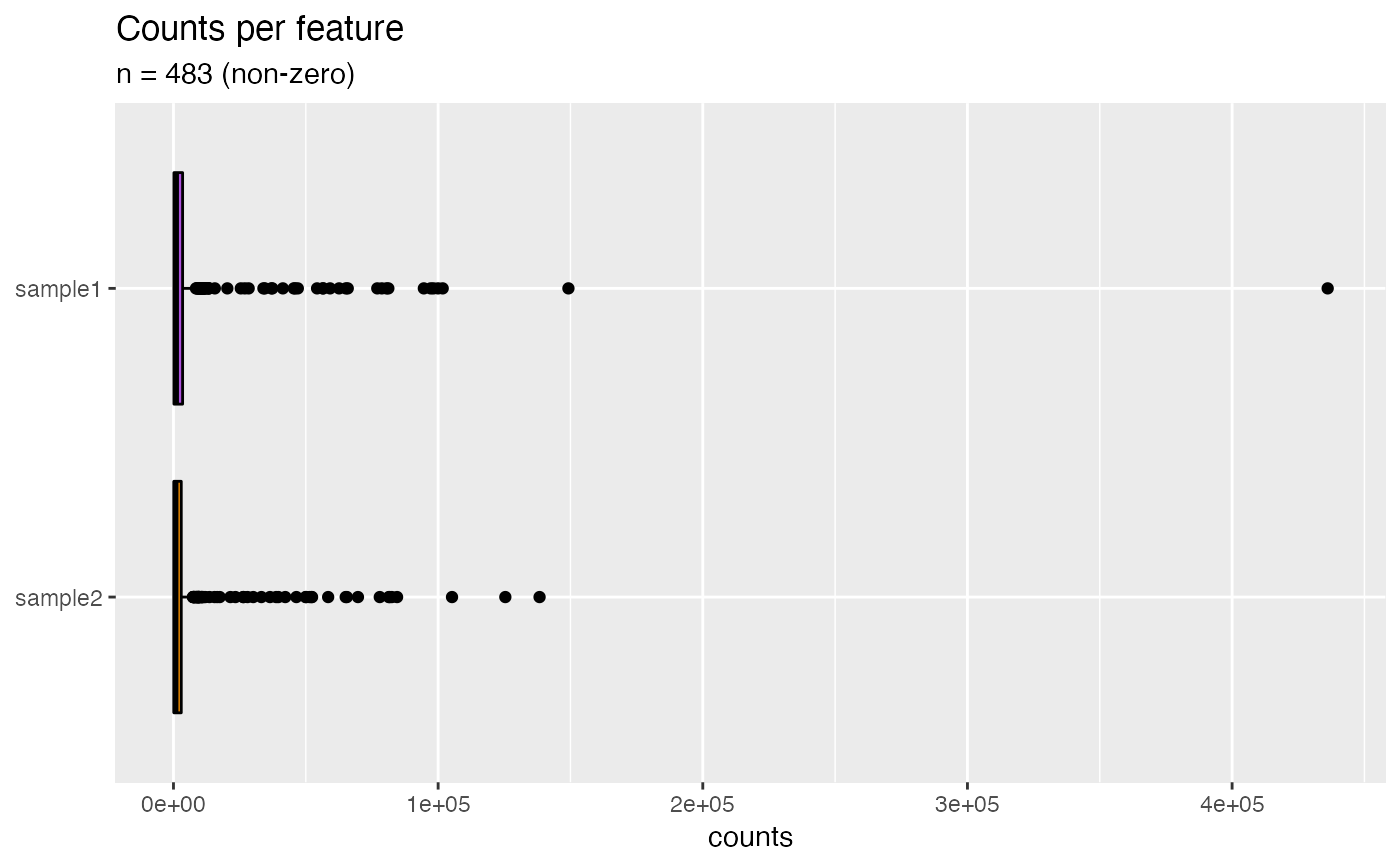 Counts per feature
n = 483 (non-zero)
sample1
sample2
0e+00 1e+05 2e+05 3e+05 4e+05
counts